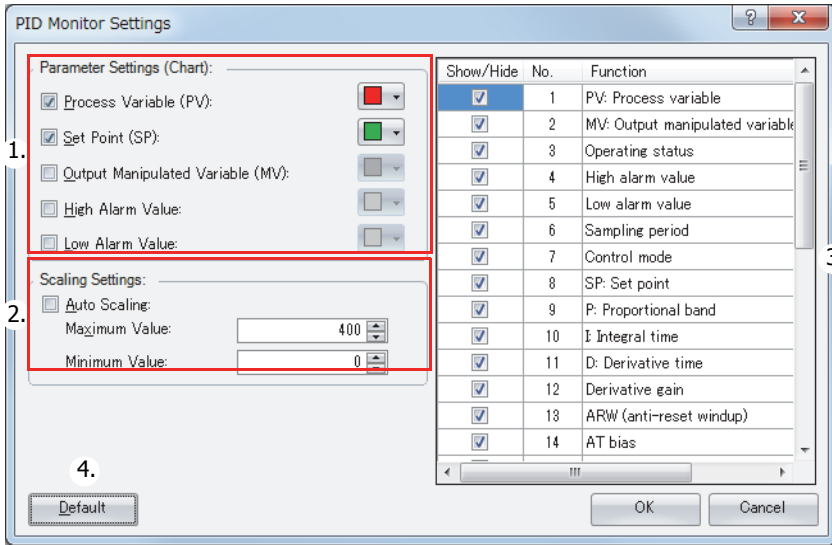 PID Monitor Settings
?
Parameter Settings (Chart):
Process Variable (PV):
Set Point (SP):
1.
Output Manipulated Variable (MV):
High Alarm Value:
Low Alarm Value:
Scaling Settings:
2.
Auto Scaling:
Maximum Value: 400
Minimum Value: 0
4.
Default
Show/Hide No. Function
1 PV: Process variable
2 MV: Output manipulated variable
3 Operating status
4 High alarm value
5 Low alarm value
6 Sampling period
7 Control mode
8 SP: Set point
9 P: Proportional band
10 I: Integral time
11 D: Derivative time
12 Derivative gain
13 ARW (anti-reset windup)
14 AT bias
3
OK Cancel